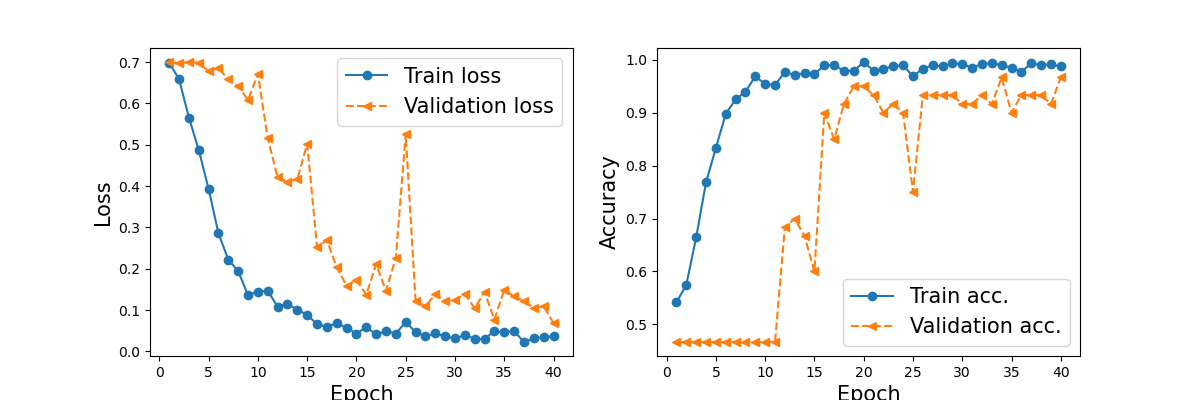 0.7
0.6
0.5
0.4
0.3
0.2
0.1
0.0
Loss
0 5 10 15 20 25 30 35 40
Epoch
Train loss
Validation loss
1.0
0.9
0.8
0.7
0.6
0.5
Accuracy
0 5 10 15 20 25 30 35 40
Epoch
Train acc.
Validation acc.